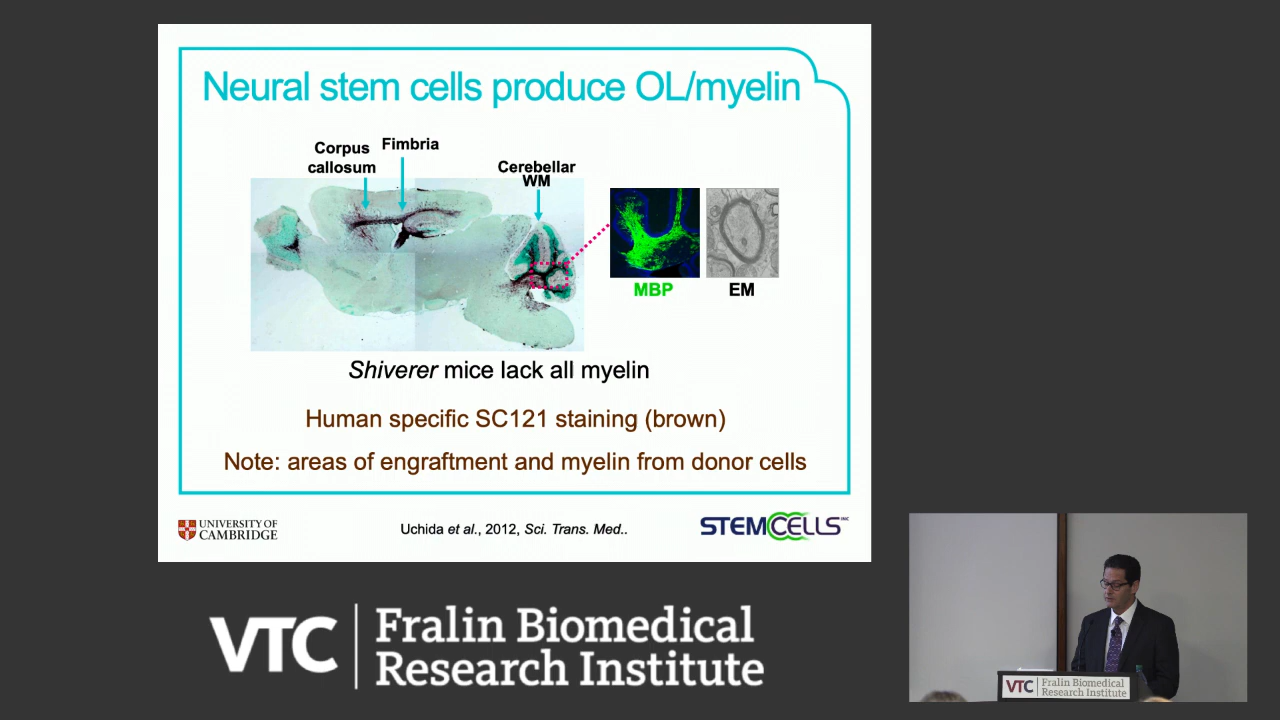 Neural stem cells produce OL/myelin
Corpus
callosum
Fimbria
Cerebellar
WM
MBP
EM
Shiverer mice lack all myelin
Human specific SC121 staining (brown)
Note: areas of engraftment and myelin from donor cells
UNIVERSITY OF
CAMBRIDGE
Uchida et al., 2012, Sci. Trans. Med..
STEMCELLS INC
VTC
Fralin Biomedical
Research Institute
VTC
Fralin Biomedical
Research Institute